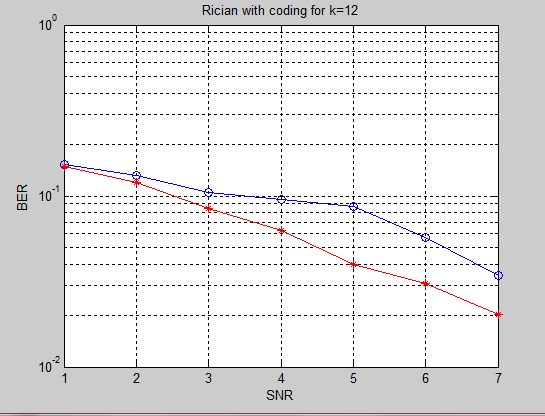 Rician with coding for k=12
10^0
10^-1
10^-2
BER
1 2 3 4 5 6 7
SNR